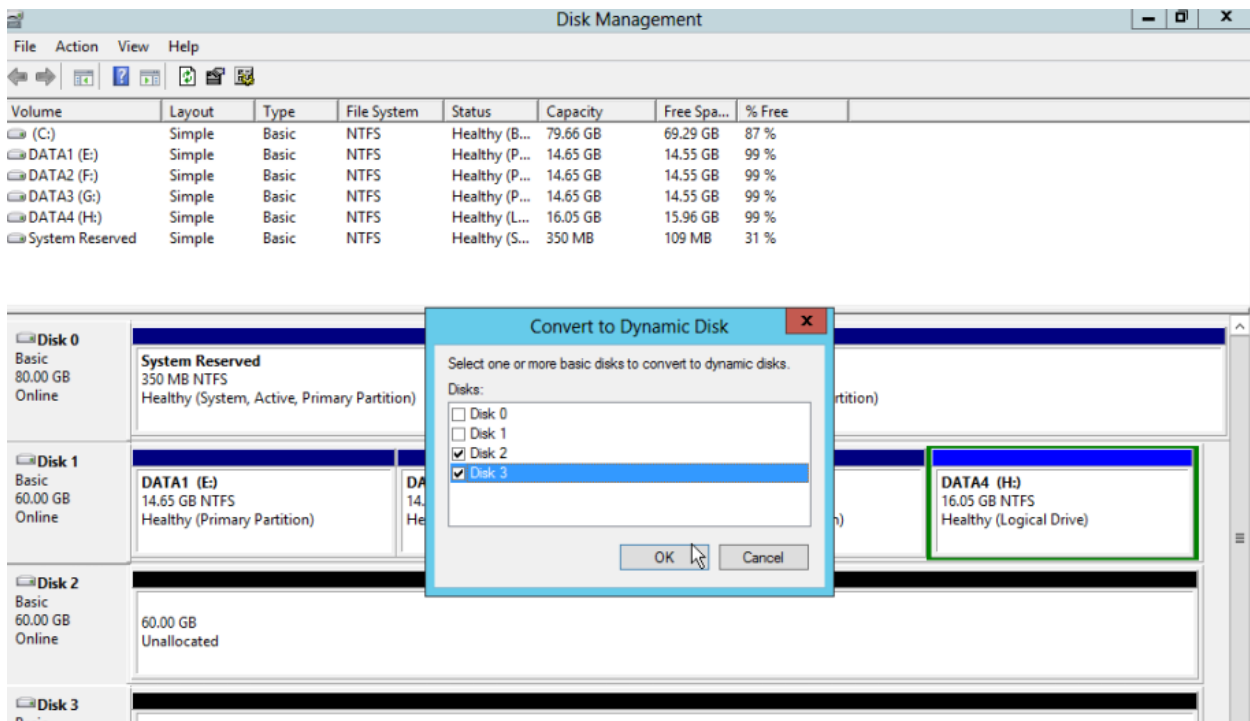 Disk Management
File Action View Help
Volume Layout Type File System Status Capacity Free Spa... % Free
(C:) Simple Basic NTFS Healthy (B... 79.66 GB 69.29 GB 87 %
DATA1 (E:) Simple Basic NTFS Healthy (P... 14.65 GB 14.55 GB 99 %
DATA2 (F:) Simple Basic NTFS Healthy (P... 14.65 GB 14.55 GB 99 %
DATA3 (G:) Simple Basic NTFS Healthy (P... 14.65 GB 14.55 GB 99 %
DATA4 (H:) Simple Basic NTFS Healthy (L... 16.05 GB 15.96 GB 99 %
System Reserved Simple Basic NTFS Healthy (S... 350 MB 109 MB 31 %
Disk 0
Basic
80.00 GB
Online
System Reserved
350 MB NTFS
Healthy (System, Active, Primary Partition)
rtition)
Convert to Dynamic Disk
Select one or more basic disks to convert to dynamic disks.
Disks:
Disk 0
Disk 1
Disk 2
Disk 3
OK Cancel
Disk 1
Basic
60.00 GB
Online
DATA1 (E:)
14.65 GB NTFS
Healthy (Primary Partition)
DA
14.
He
n)
DATA4 (H:)
16.05 GB NTFS
Healthy (Logical Drive)
Disk 2
Basic
60.00 GB
Online
60.00 GB
Unallocated
Disk 3